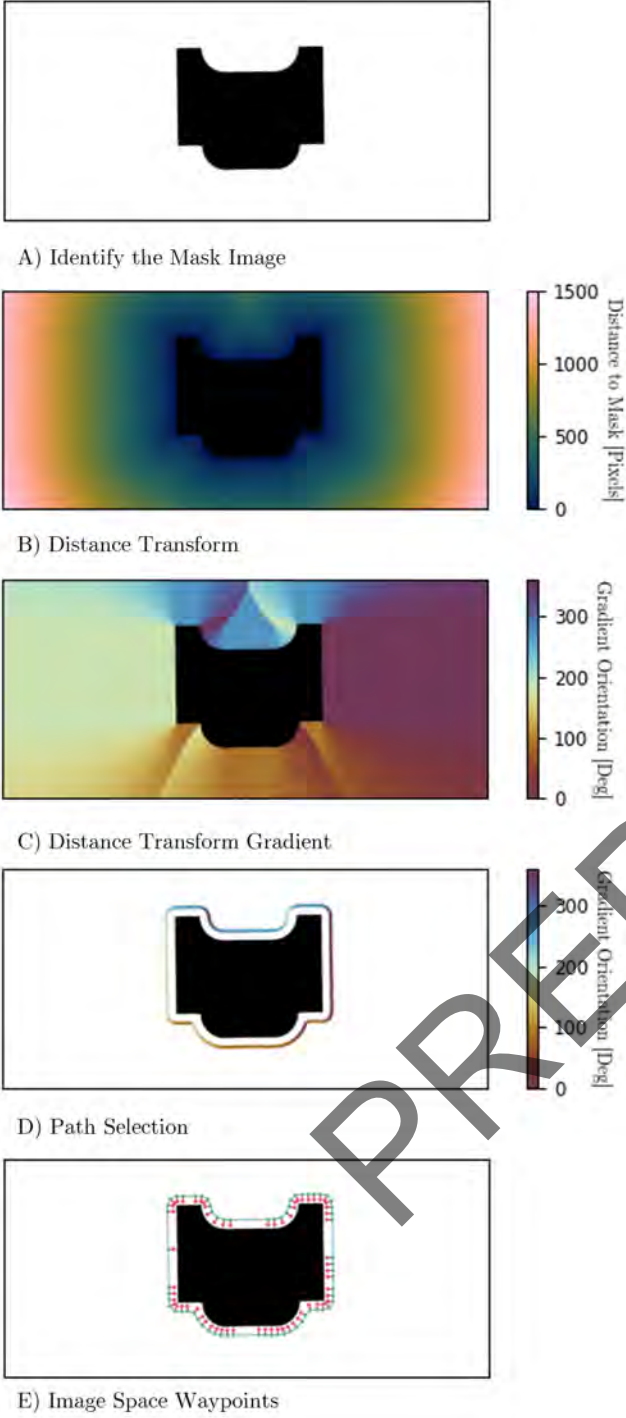 A) Identify the Mask Image
1500
1000
500
0
Distance to Mask [Pixels]
B) Distance Transform
300
200
100
0
Gradient Orientation [Deg]
C) Distance Transform Gradient
300
200
100
0
Gradient Orientation [Deg]
D) Path Selection
E) Image Space Waypoints
PRE